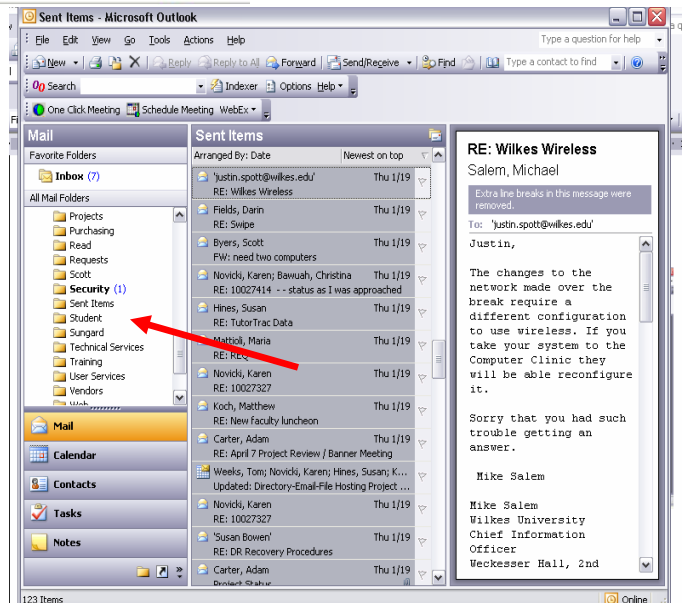 Sent Items - Microsoft Outlook
File Edit View Go Tools Actions Help
Type a question for help
New Reply Reply to All Forward Send/Receive Find Type a contact to find
Search Indexer Options Help
One Click Meeting Schedule Meeting WebEx
Mail
Favorite Folders
Inbox (7)
All Mail Folders
Projects
Purchasing
Read
Requests
Scott
Security (1)
Sent Items
Student
Sungard
Technical Services
Training
User Services
Vendors
Web
Mail
Calendar
Contacts
Tasks
Notes
Sent Items
Arranged By: Date Newest on top
'justin.spott@wilkes.edu' Thu 1/19
RE: Wilkes Wireless
Fields, Darin Thu 1/19
RE: Swipe
Byers, Scott Thu 1/19
FW: need two computers
Novicki, Karen; Bawuah, Christina Thu 1/19
RE: 10027414 - - status as I was approached
Hines, Susan Thu 1/19
RE: TutorTrac Data
Mattioli, Maria Thu 1/19
RE: REQ
Novicki, Karen Thu 1/19
RE: 10027327
Koch, Matthew Thu 1/19
RE: New faculty luncheon
Carter, Adam Thu 1/19
RE: April 7 Project Review / Banner Meeting
Weeks, Tom; Novicki, Karen; Hines, Susan; K...
Updated: Directory-Email-File Hosting Project ...
Novicki, Karen Thu 1/19
RE: 10027327
'Susan Bowen' Thu 1/19
RE: DR Recovery Procedures
Carter, Adam Thu 1/19
Project Status
RE: Wilkes Wireless
Salem, Michael
Extra line breaks in this message were
removed.
To: 'justin.spott@wilkes.edu'
Justin,
The changes to the
network made over the
break require a
different configuration
to use wireless. If you
take your system to the
Computer Clinic they
will be able reconfigure
it.
Sorry that you had such
trouble getting an
answer.
Mike Salem
Mike Salem
Wilkes University
Chief Information
Officer
Weckesser Hall, 2nd
123 Items
Online